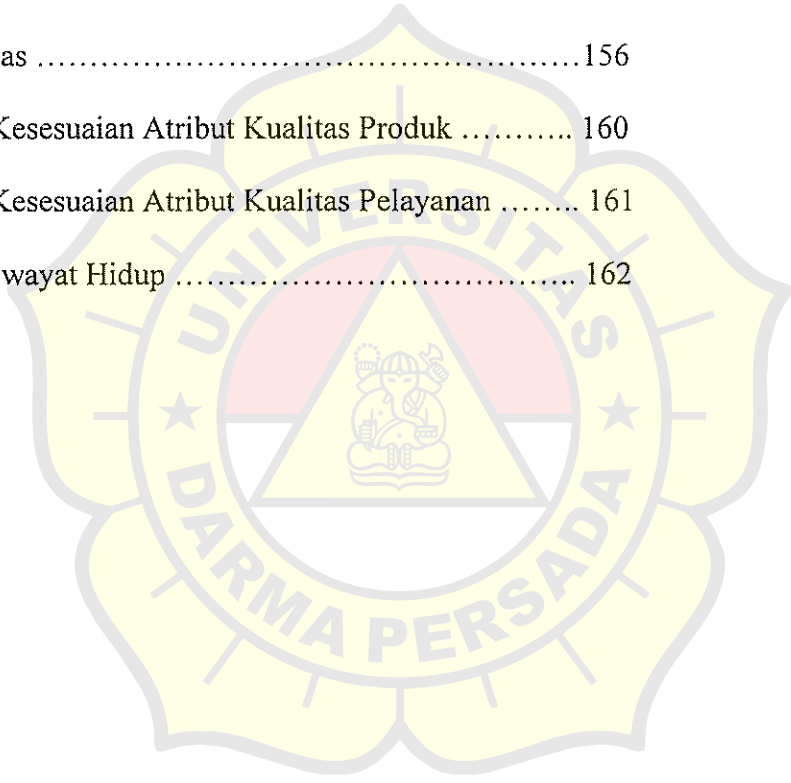 as ................................................156
Kesesuaian Atribut Kualitas Produk ........... 160
Kesesuaian Atribut Kualitas Pelayanan ........ 161
wayat Hidup ...................................... 162
UNIVERSITAS
DARMA PERSADA